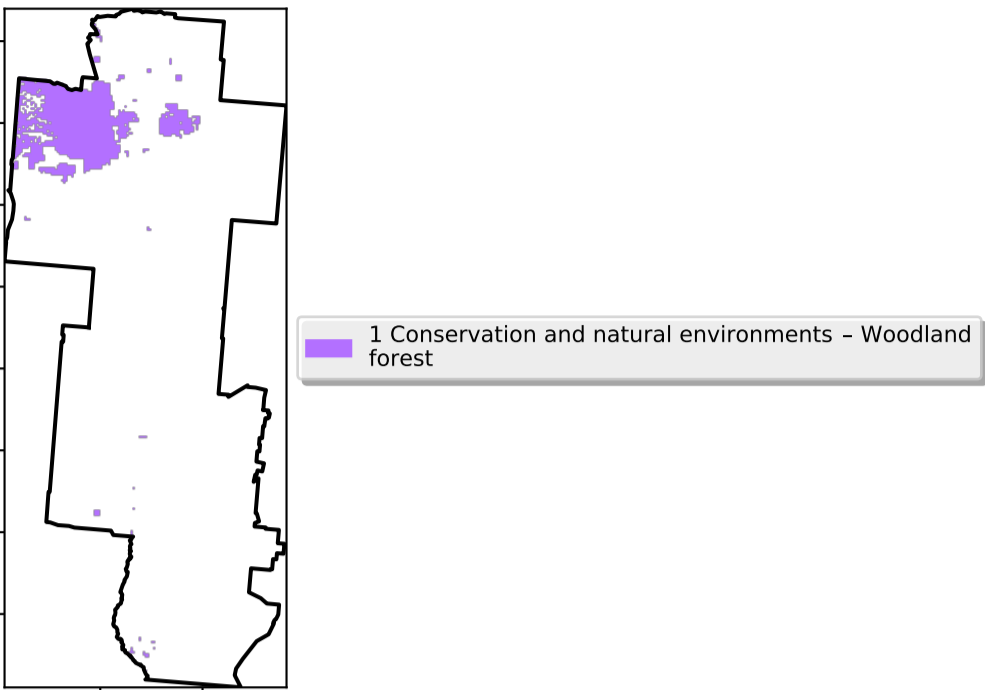 1 Conservation and natural environments – Woodland
forest